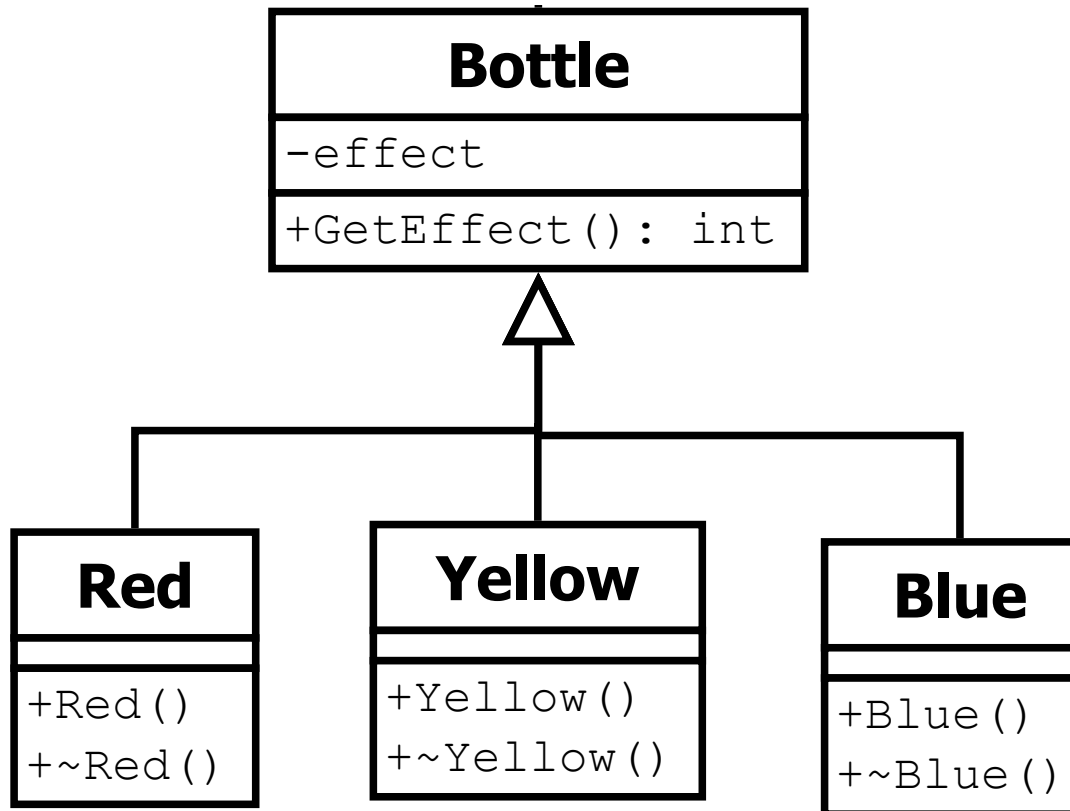 Bottle
-effect
+GetEffect(): int
Red
+Red()
+~Red()
Yellow
+Yellow()
+~Yellow()
Blue
+Blue()
+~Blue()